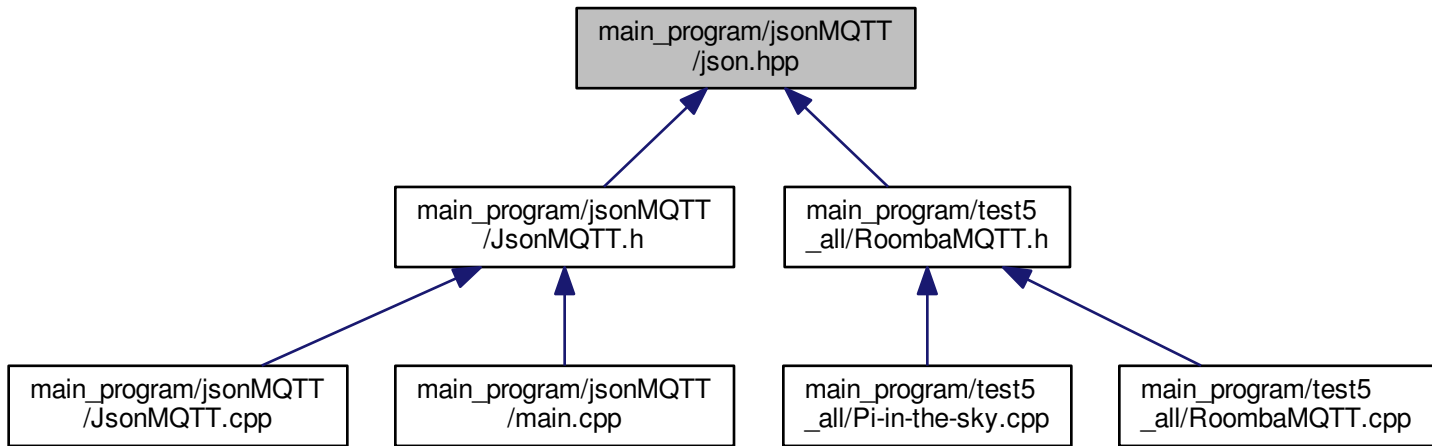 main_program/jsonMQTT
/json.hpp
main_program/jsonMQTT
/JsonMQTT.h
main_program/test5
_all/RoombaMQTT.h
main_program/jsonMQTT
/JsonMQTT.cpp
main_program/jsonMQTT
/main.cpp
main_program/test5
_all/Pi-in-the-sky.cpp
main_program/test5
_all/RoombaMQTT.cpp